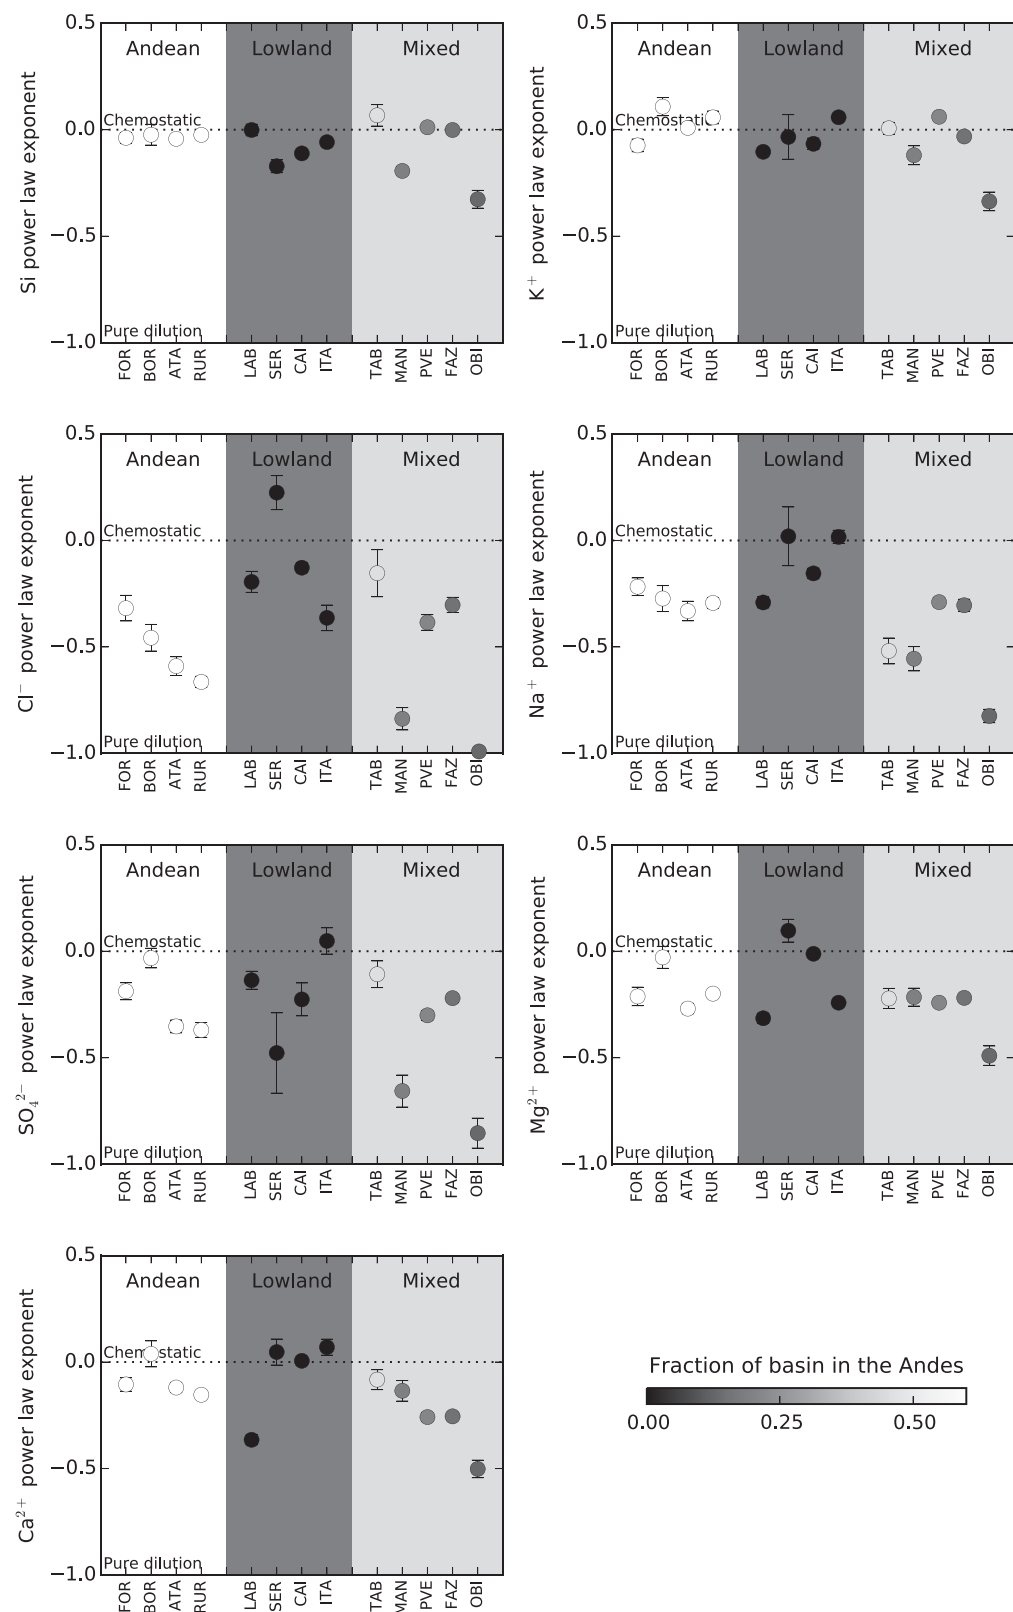 Si power law exponent
0.5
0.0
−0.5
−1.0
Andean
Lowland
Mixed
Chemostatic
Pure dilution
FOR
BOR
ATA
RUR
LAB
SER
CAI
ITA
TAB
MAN
PVE
FAZ
OBI
K⁺ power law exponent
0.5
0.0
−0.5
−1.0
Andean
Lowland
Mixed
Chemostatic
Pure dilution
FOR
BOR
ATA
RUR
LAB
SER
CAI
ITA
TAB
MAN
PVE
FAZ
OBI
Cl⁻ power law exponent
0.5
0.0
−0.5
−1.0
Andean
Lowland
Mixed
Chemostatic
Pure dilution
FOR
BOR
ATA
RUR
LAB
SER
CAI
ITA
TAB
MAN
PVE
FAZ
OBI
Na⁺ power law exponent
0.5
0.0
−0.5
−1.0
Andean
Lowland
Mixed
Chemostatic
Pure dilution
FOR
BOR
ATA
RUR
LAB
SER
CAI
ITA
TAB
MAN
PVE
FAZ
OBI
SO₄²⁻ power law exponent
0.5
0.0
−0.5
−1.0
Andean
Lowland
Mixed
Chemostatic
Pure dilution
FOR
BOR
ATA
RUR
LAB
SER
CAI
ITA
TAB
MAN
PVE
FAZ
OBI
Mg²⁺ power law exponent
0.5
0.0
−0.5
−1.0
Andean
Lowland
Mixed
Chemostatic
Pure dilution
FOR
BOR
ATA
RUR
LAB
SER
CAI
ITA
TAB
MAN
PVE
FAZ
OBI
Ca²⁺ power law exponent
0.5
0.0
−0.5
−1.0
Andean
Lowland
Mixed
Chemostatic
Pure dilution
FOR
BOR
ATA
RUR
LAB
SER
CAI
ITA
TAB
MAN
PVE
FAZ
OBI
Fraction of basin in the Andes
0.00 0.25 0.50